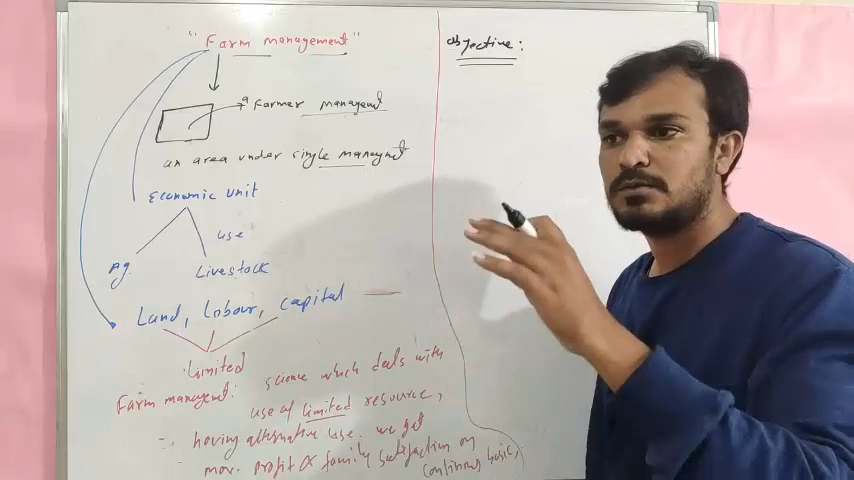 "Farm management"
a Farmer managemt
an area under single managmt
Economic unit
use
Ag.
Livestock
Land, Labour, capital
Limited
Farm managemt: science which deals with
use of limited resource,
having alternative use. we get
max. profit & family satisfaction on
continuous basis,
objective: